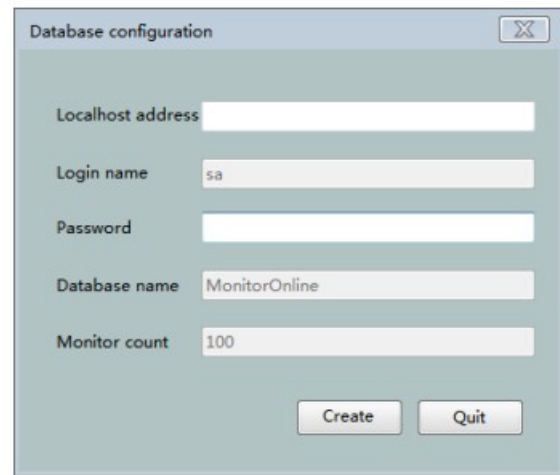 Database configuration
Localhost address
Login name sa
Password
Database name MonitorOnline
Monitor count 100
Create Quit